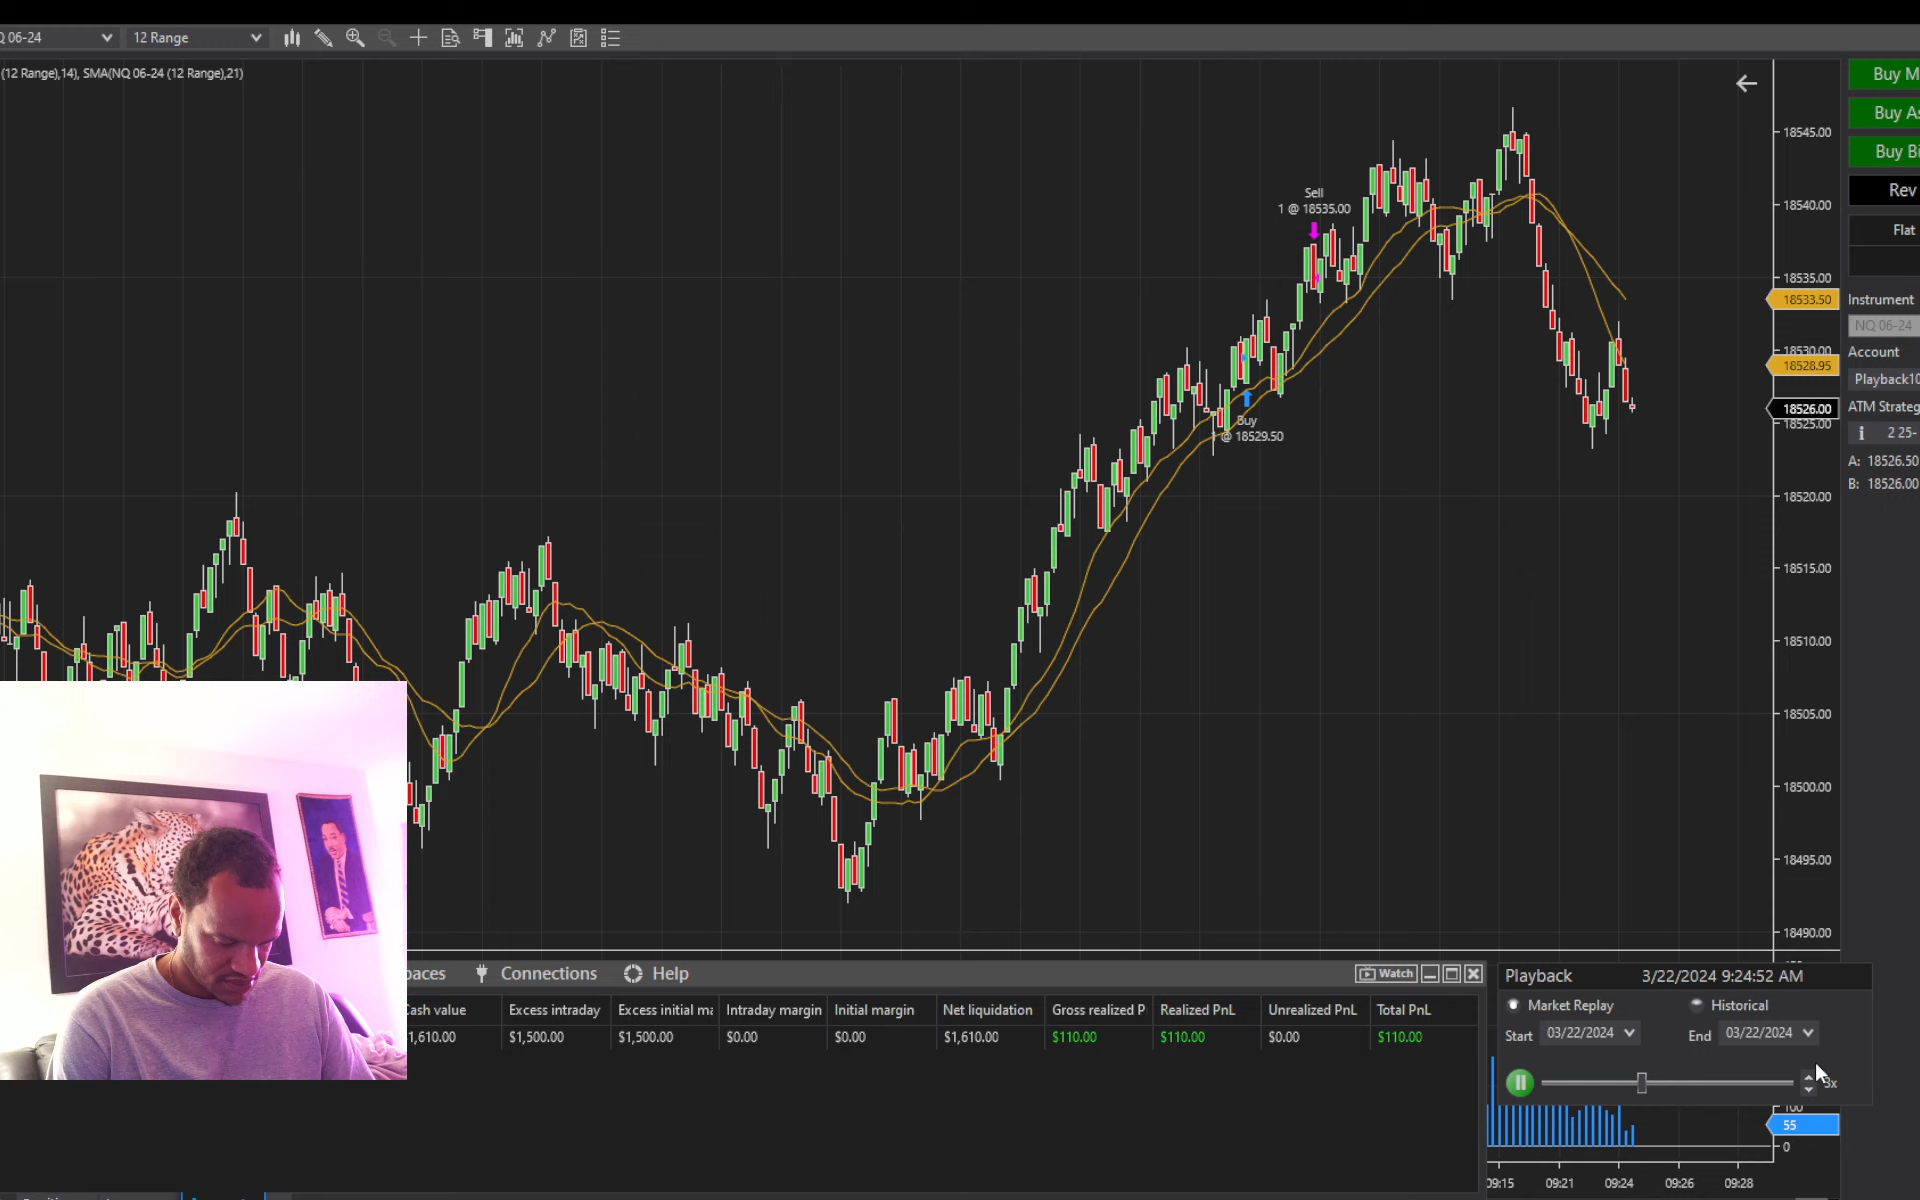 06-24
12 Range
(12 Range),14), SMA(NQ 06-24 (12 Range),21)
Buy M
18545.00
Buy As
Buy Bi
Rev
Sell
1 @ 18535.00
18540.00
Flat
18535.00
18533.50
Instrument
NQ 06-24
18530.00
Account
18528.95
Playback10
18526.00
ATM Strateg
Buy
18525.00
1 @ 18529.50
2 25-
A: 18526.50
B: 18526.00
18520.00
18515.00
18510.00
18505.00
18500.00
18495.00
18490.00
paces
Connections
Help
Watch
Playback
3/22/2024 9:24:52 AM
Cash value
Excess intraday
Excess initial ma
Intraday margin
Initial margin
Net liquidation
Gross realized P
Realized PnL
Unrealized PnL
Total PnL
Market Replay
Historical
1,610.00
$1,500.00
$1,500.00
$0.00
$0.00
$1,610.00
$110.00
$110.00
$0.00
$110.00
Start 03/22/2024
End 03/22/2024
3x
100
55
0
09:15
09:21
09:24
09:26
09:28